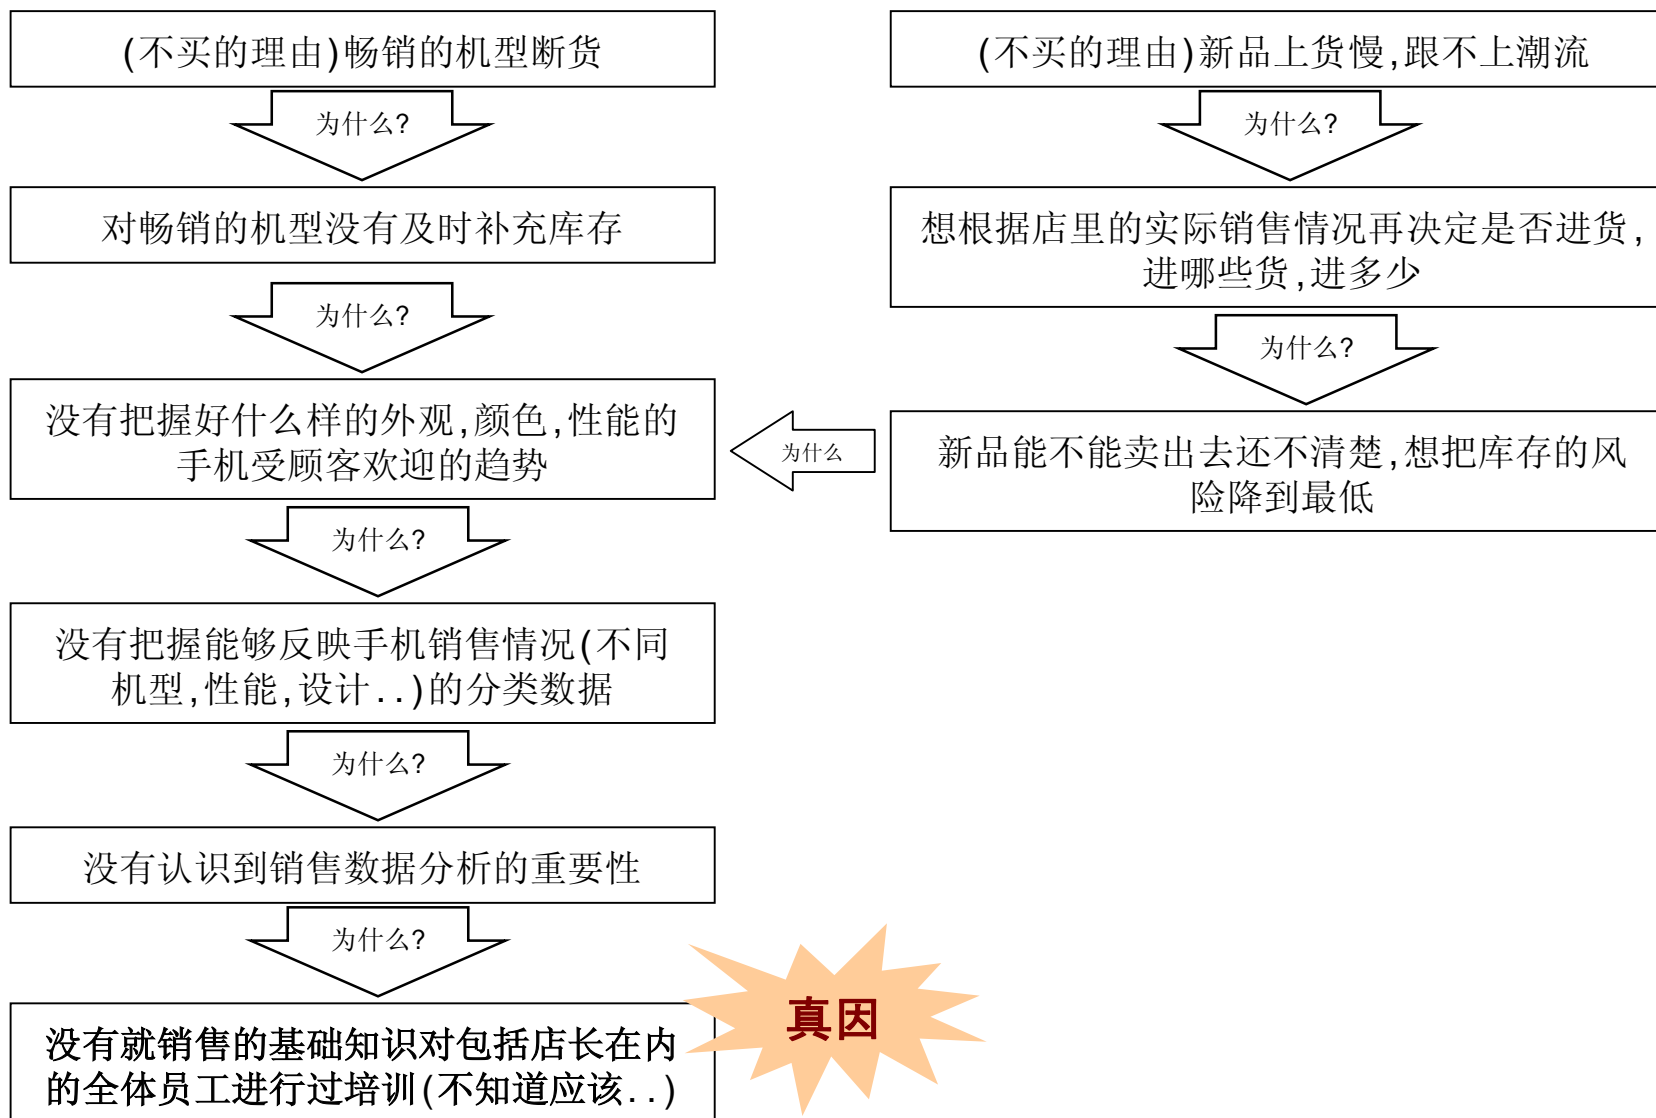 (不买的理由)畅销的机型断货
为什么?
对畅销的机型没有及时补充库存
为什么?
没有把握好什么样的外观,颜色,性能的
手机受顾客欢迎的趋势
为什么?
没有把握能够反映手机销售情况(不同
机型,性能,设计..)的分类数据
为什么?
没有认识到销售数据分析的重要性
为什么?
没有就销售的基础知识对包括店长在内
的全体员工进行过培训(不知道应该..)
真因
(不买的理由)新品上货慢,跟不上潮流
为什么?
想根据店里的实际销售情况再决定是否进货,
进哪些货,进多少
为什么?
新品能不能卖出去还不清楚,想把库存的风
险降到最低
为什么